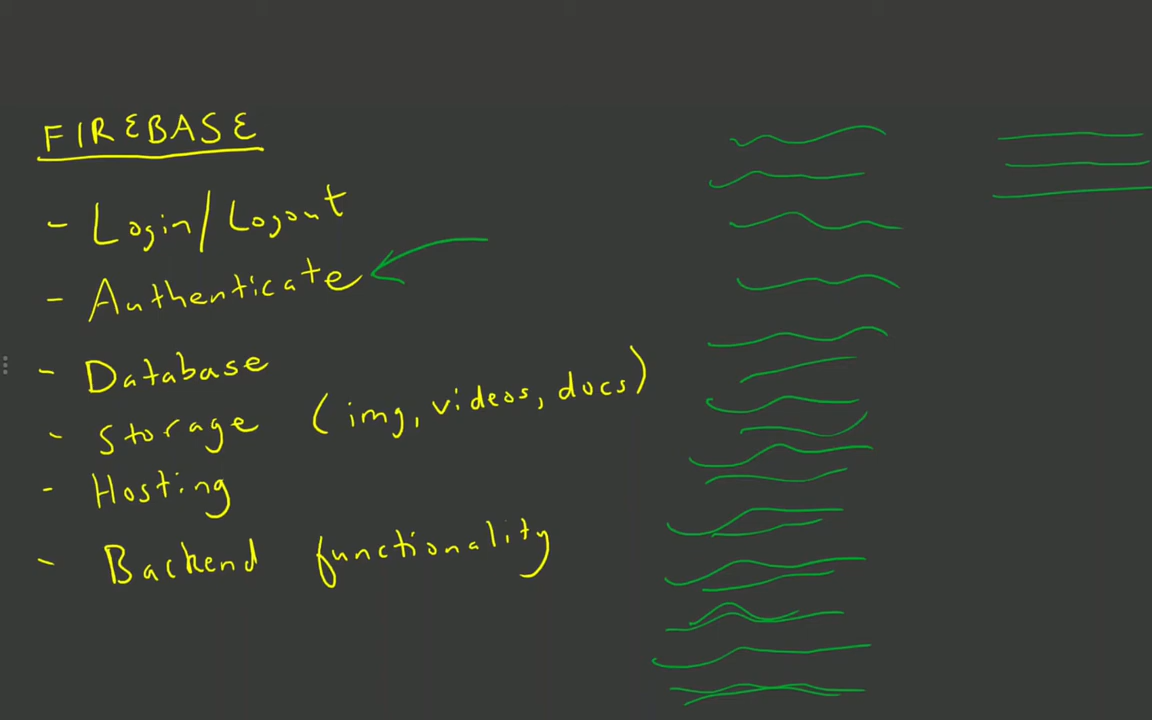 FIREBASE
- Login/Logout
- Authenticate
- Database
- Storage (img, videos, docs)
- Hosting
- Backend functionality